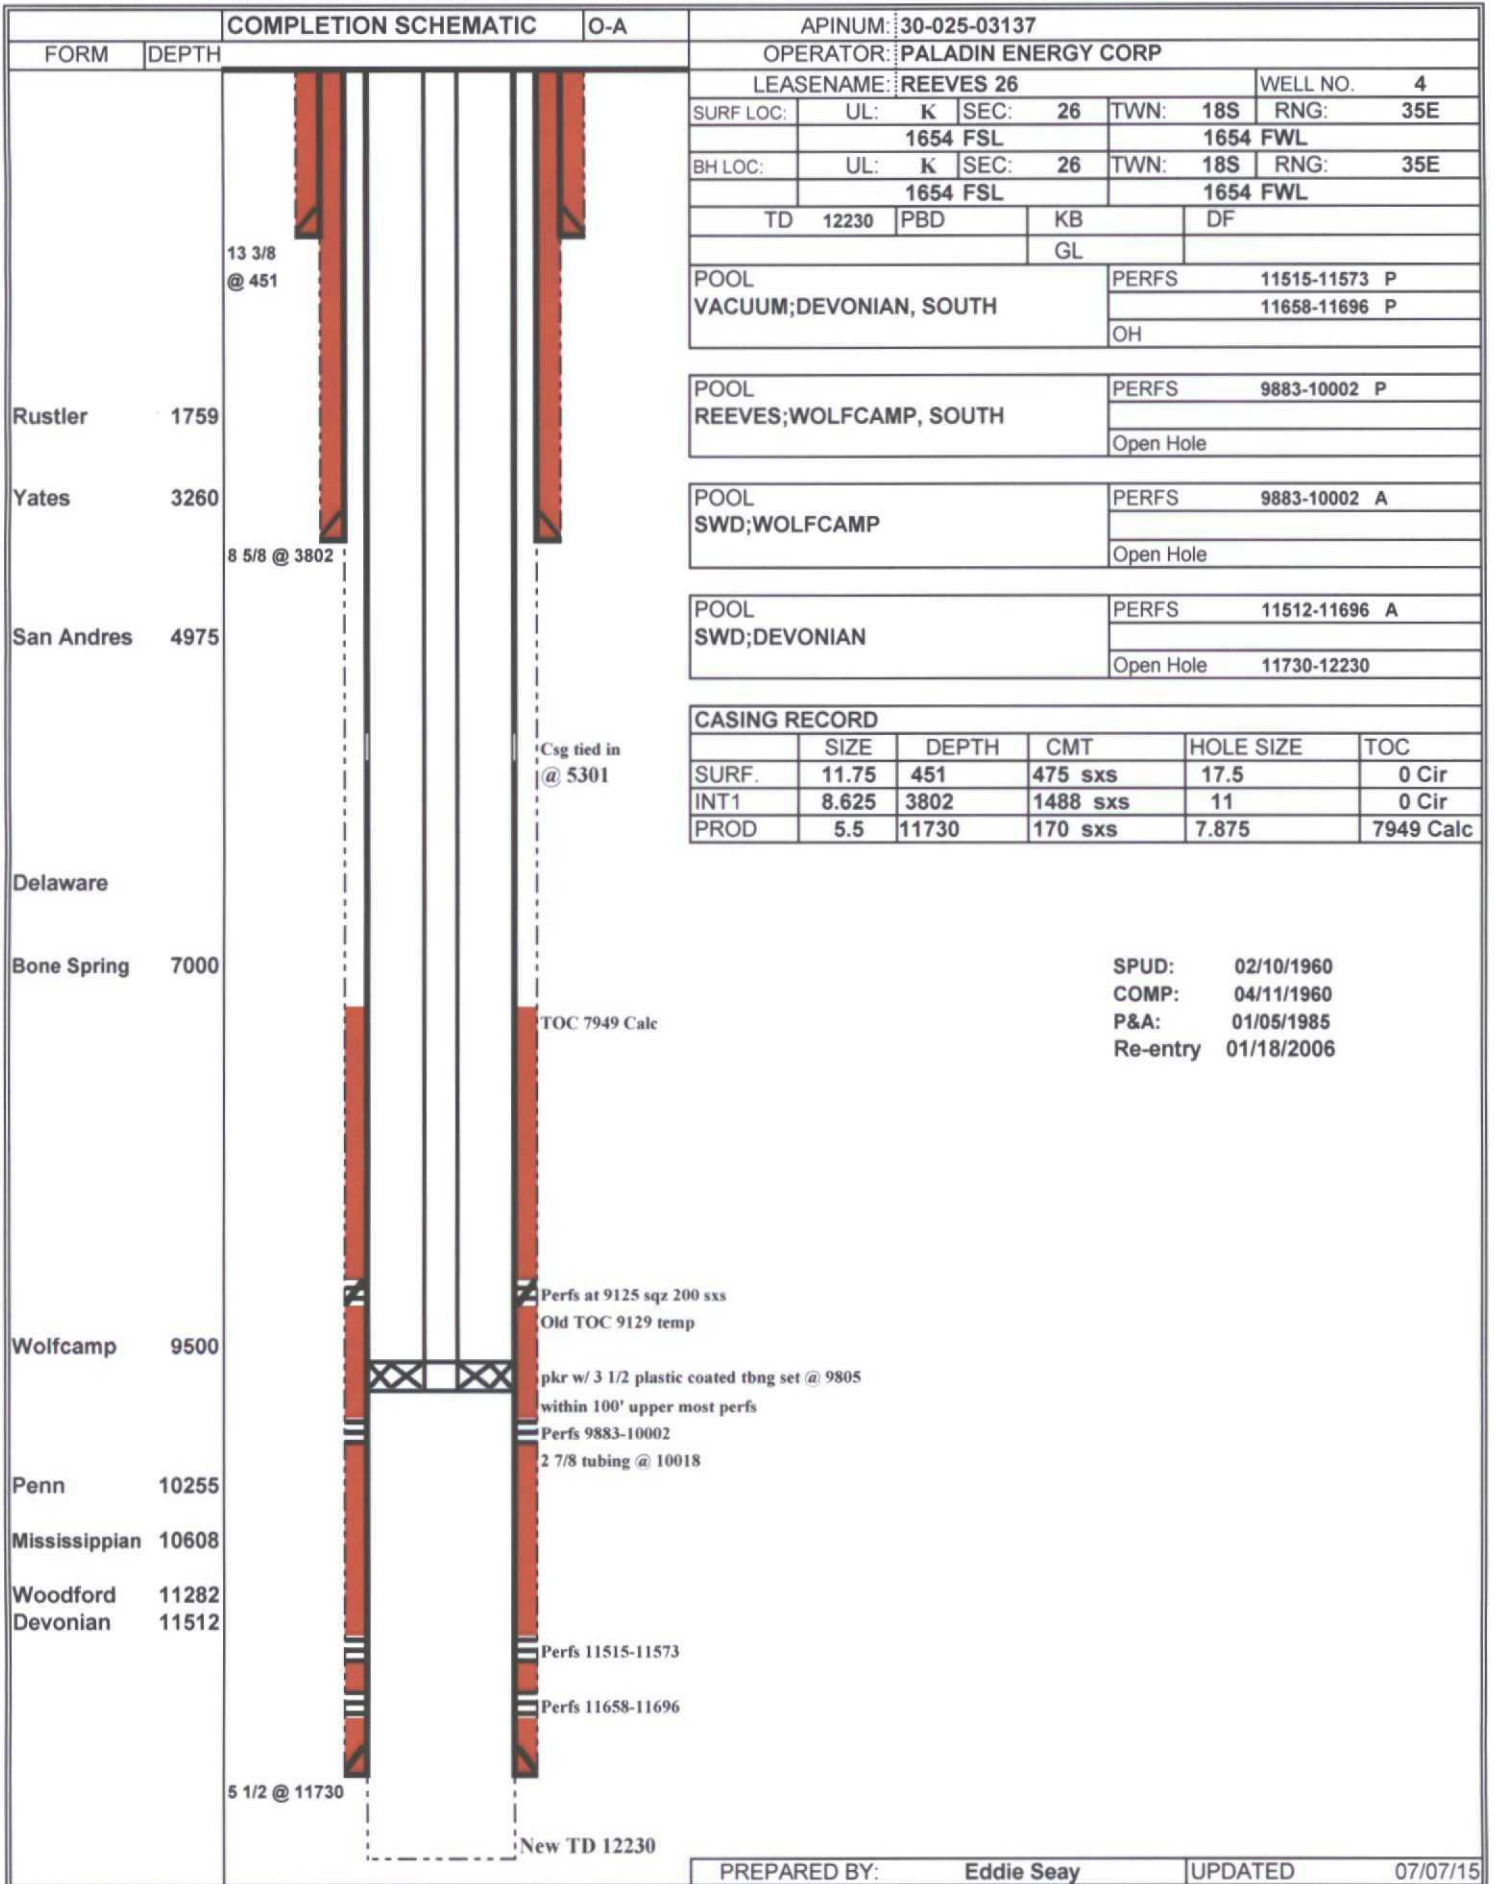 COMPLETION SCHEMATIC O-A
FORM DEPTH
APINUM: 30-025-03137
OPERATOR: PALADIN ENERGY CORP
LEASENAME: REEVES 26 WELL NO. 4
SURF LOC: UL: K SEC: 26 TWN: 18S RNG: 35E
1654 FSL 1654 FWL
BH LOC: UL: K SEC: 26 TWN: 18S RNG: 35E
1654 FSL 1654 FWL
TD 12230 PBD KB DF
GL
POOL PERFS 11515-11573 P
VACUUM;DEVONIAN, SOUTH 11658-11696 P
OH
POOL PERFS 9883-10002 P
REEVES;WOLFCAMP, SOUTH
Open Hole
POOL PERFS 9883-10002 A
SWD;WOLFCAMP
Open Hole
POOL PERFS 11512-11696 A
SWD;DEVONIAN
Open Hole 11730-12230
CASING RECORD
SIZE DEPTH CMT HOLE SIZE TOC
SURF. 11.75 451 475 sxs 17.5 0 Cir
INT1 8.625 3802 1488 sxs 11 0 Cir
PROD 5.5 11730 170 sxs 7.875 7949 Calc
SPUD: 02/10/1960
COMP: 04/11/1960
P&A: 01/05/1985
Re-entry 01/18/2006
13 3/8
@ 451
Rustler 1759
Yates 3260
8 5/8 @ 3802
San Andres 4975
Csg tied in
@ 5301
Delaware
Bone Spring 7000
TOC 7949 Calc
Perfs at 9125 sqz 200 sxs
Old TOC 9129 temp
Wolfcamp 9500
pkr w/ 3 1/2 plastic coated tbng set @ 9805
within 100' upper most perfs
Perfs 9883-10002
2 7/8 tubing @ 10018
Penn 10255
Mississippian 10608
Woodford 11282
Devonian 11512
Perfs 11515-11573
Perfs 11658-11696
5 1/2 @ 11730
New TD 12230
PREPARED BY: Eddie Seay UPDATED 07/07/15